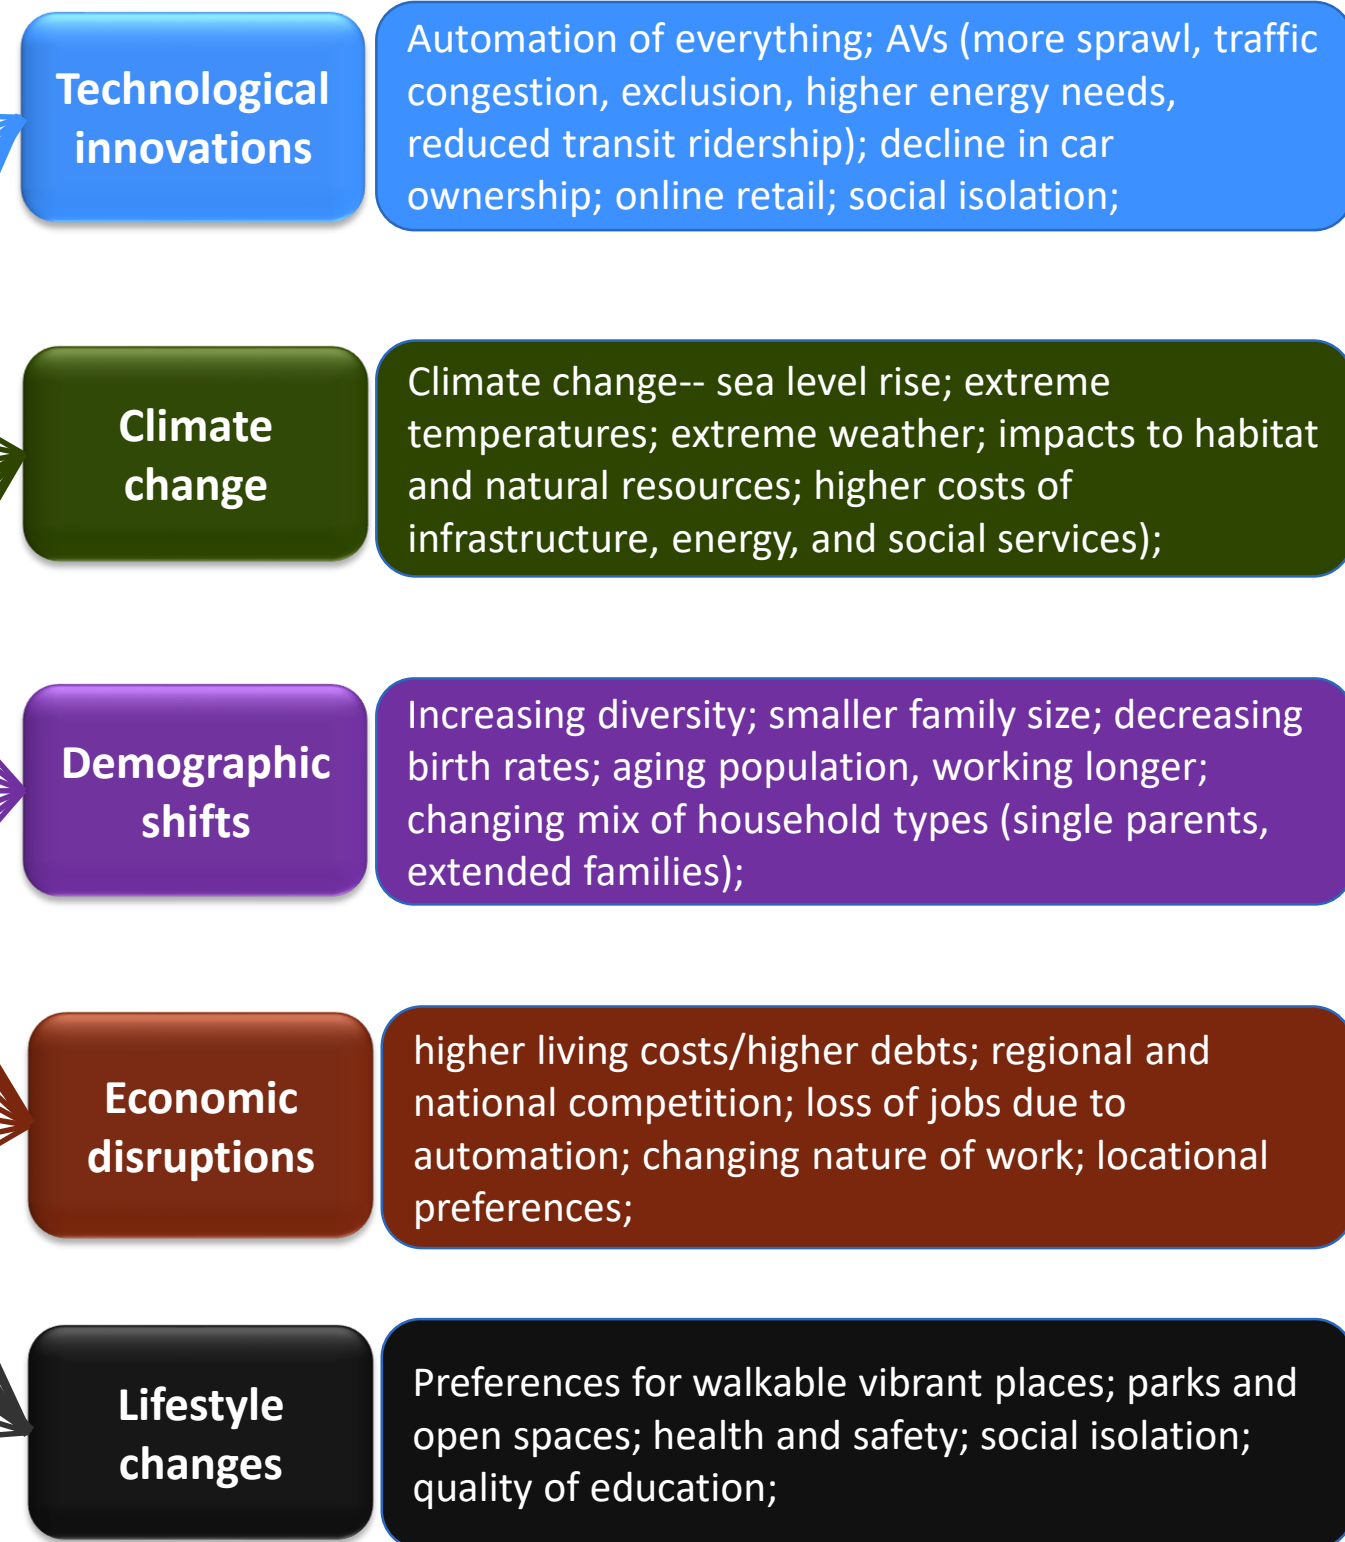 Technological
innovations
Automation of everything; AVs (more sprawl, traffic
congestion, exclusion, higher energy needs,
reduced transit ridership); decline in car
ownership; online retail; social isolation;
Climate
change
Climate change-- sea level rise; extreme
temperatures; extreme weather; impacts to habitat
and natural resources; higher costs of
infrastructure, energy, and social services);
Demographic
shifts
Increasing diversity; smaller family size; decreasing
birth rates; aging population, working longer;
changing mix of household types (single parents,
extended families);
Economic
disruptions
higher living costs/higher debts; regional and
national competition; loss of jobs due to
automation; changing nature of work; locational
preferences;
Lifestyle
changes
Preferences for walkable vibrant places; parks and
open spaces; health and safety; social isolation;
quality of education;